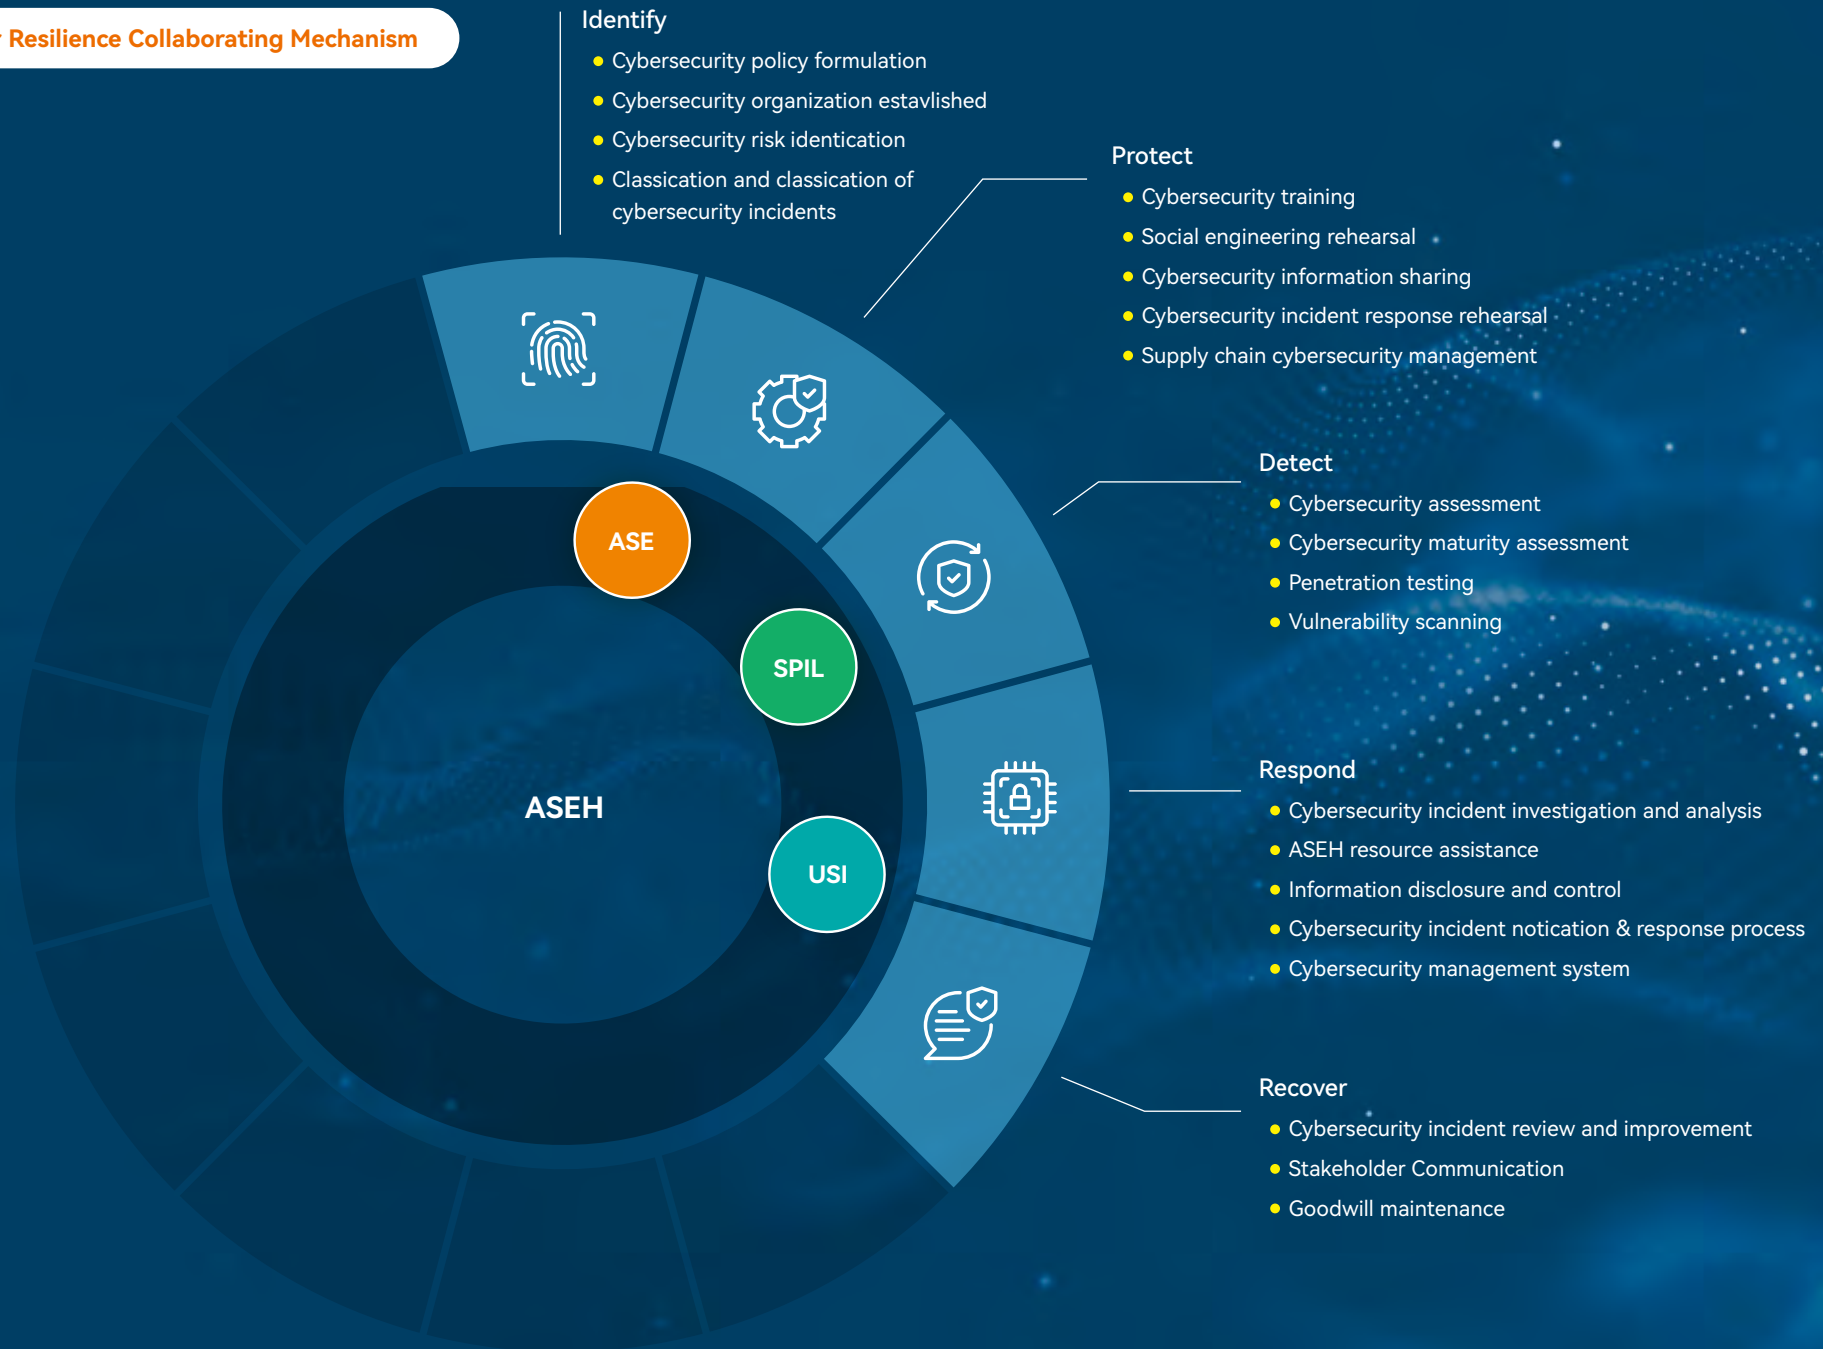 Resilience Collaborating Mechanism
Identify
Cybersecurity policy formulation
Cybersecurity organization estavlished
Cybersecurity risk identication
Classication and classication of
cybersecurity incidents
Protect
Cybersecurity training
Social engineering rehearsal
Cybersecurity information sharing
Cybersecurity incident response rehearsal
Supply chain cybersecurity management
Detect
Cybersecurity assessment
Cybersecurity maturity assessment
Penetration testing
Vulnerability scanning
ASE
SPIL
ASEH
USI
Respond
Cybersecurity incident investigation and analysis
ASEH resource assistance
Information disclosure and control
Cybersecurity incident notication & response process
Cybersecurity management system
Recover
Cybersecurity incident review and improvement
Stakeholder Communication
Goodwill maintenance